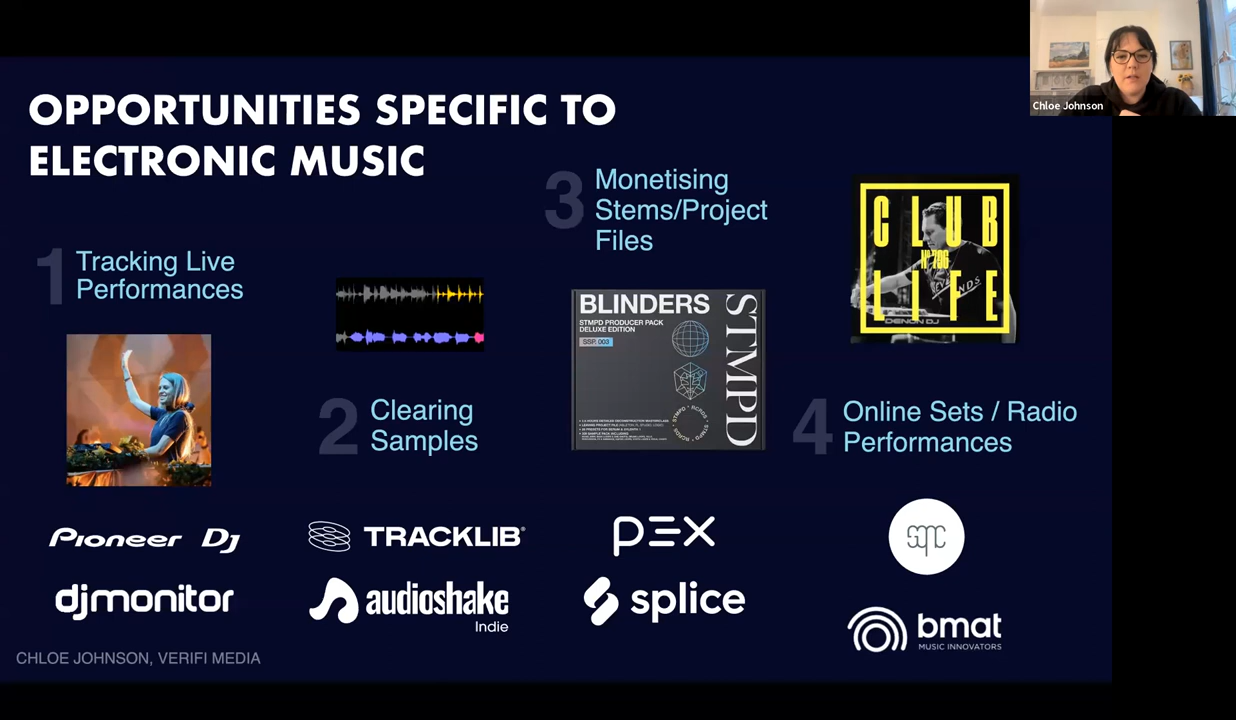 OPPORTUNITIES SPECIFIC TO
ELECTRONIC MUSIC
Chloe Johnson
1
Tracking Live
Performances
2
Clearing
Samples
3
Monetising
Stems/Project
Files
BLINDERS
STMPD PRODUCER PACK
DELUXE EDITION
SSP. 003
STMPD
CLUB
Nº 796
LIFE
DENON DJ
4
Online Sets / Radio
Performances
Pioneer Dj
djmonitor
TRACKLIB®
audioshake
Indie
pex
splice
bmat
MUSIC INNOVATORS
CHLOE JOHNSON, VERIFI MEDIA